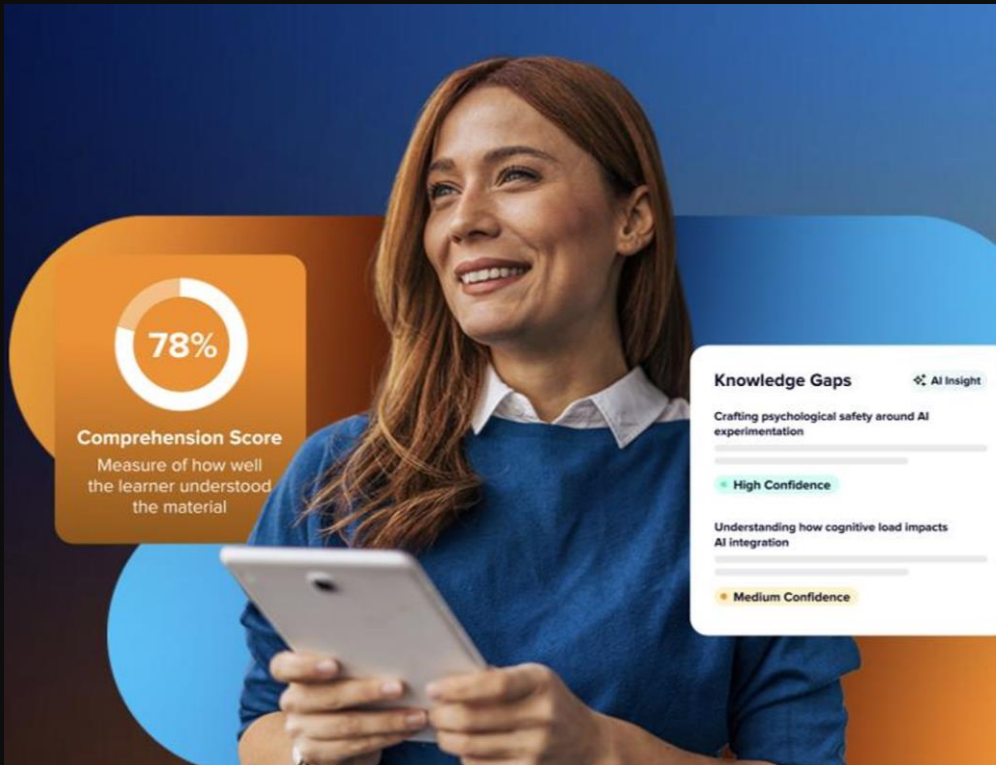 78%
Comprehension Score
Measure of how well
the learner understood
the material
Knowledge Gaps
AI Insight
Crafting psychological safety around AI
experimentation
High Confidence
Understanding how cognitive load impacts
AI integration
Medium Confidence